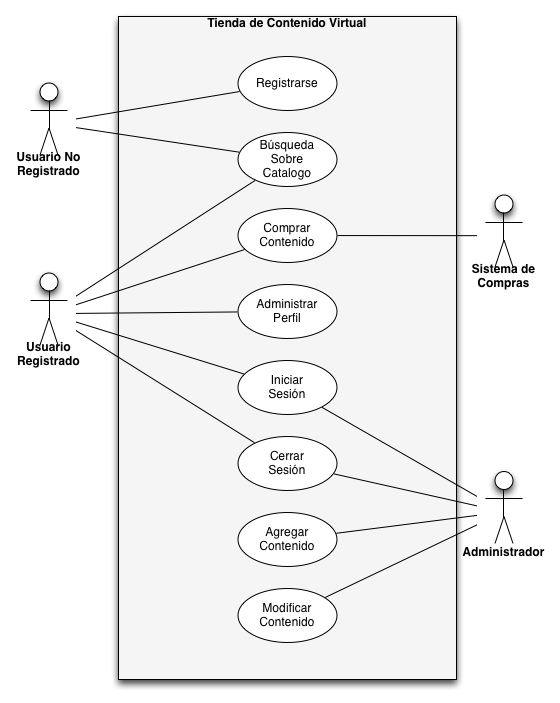 Tienda de Contenido Virtual
Registrarse
Usuario No
Registrado
Búsqueda
Sobre
Catalogo
Comprar
Contenido
Sistema de
Compras
Administrar
Perfil
Usuario
Registrado
Iniciar
Sesión
Cerrar
Sesión
Agregar
Contenido
Administrador
Modificar
Contenido